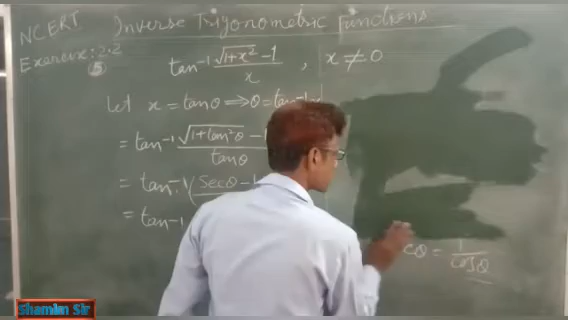 NCERT Inverse Trigonometric Functions
Exercise: 2.2
5
tan⁻¹ (√(1+x²) - 1)/x , x ≠ 0
Let x = tanθ ⇒ θ = tan⁻¹x
= tan⁻¹ (√(1+tan²θ) -
tanθ
= tan⁻¹ (secθ -
= tan⁻¹
cθ = 1/cosθ
Shamim Sir